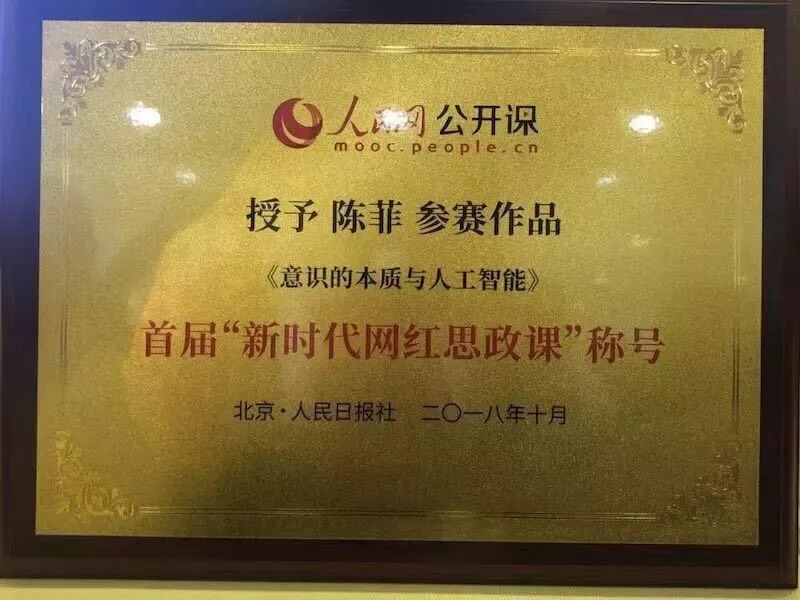 人民网 公开课
mooc.people.cn
授予 陈菲 参赛作品
《意识的本质与人工智能》
首届“新时代网红思政课”称号
北京·人民日报社 二〇一八年十月